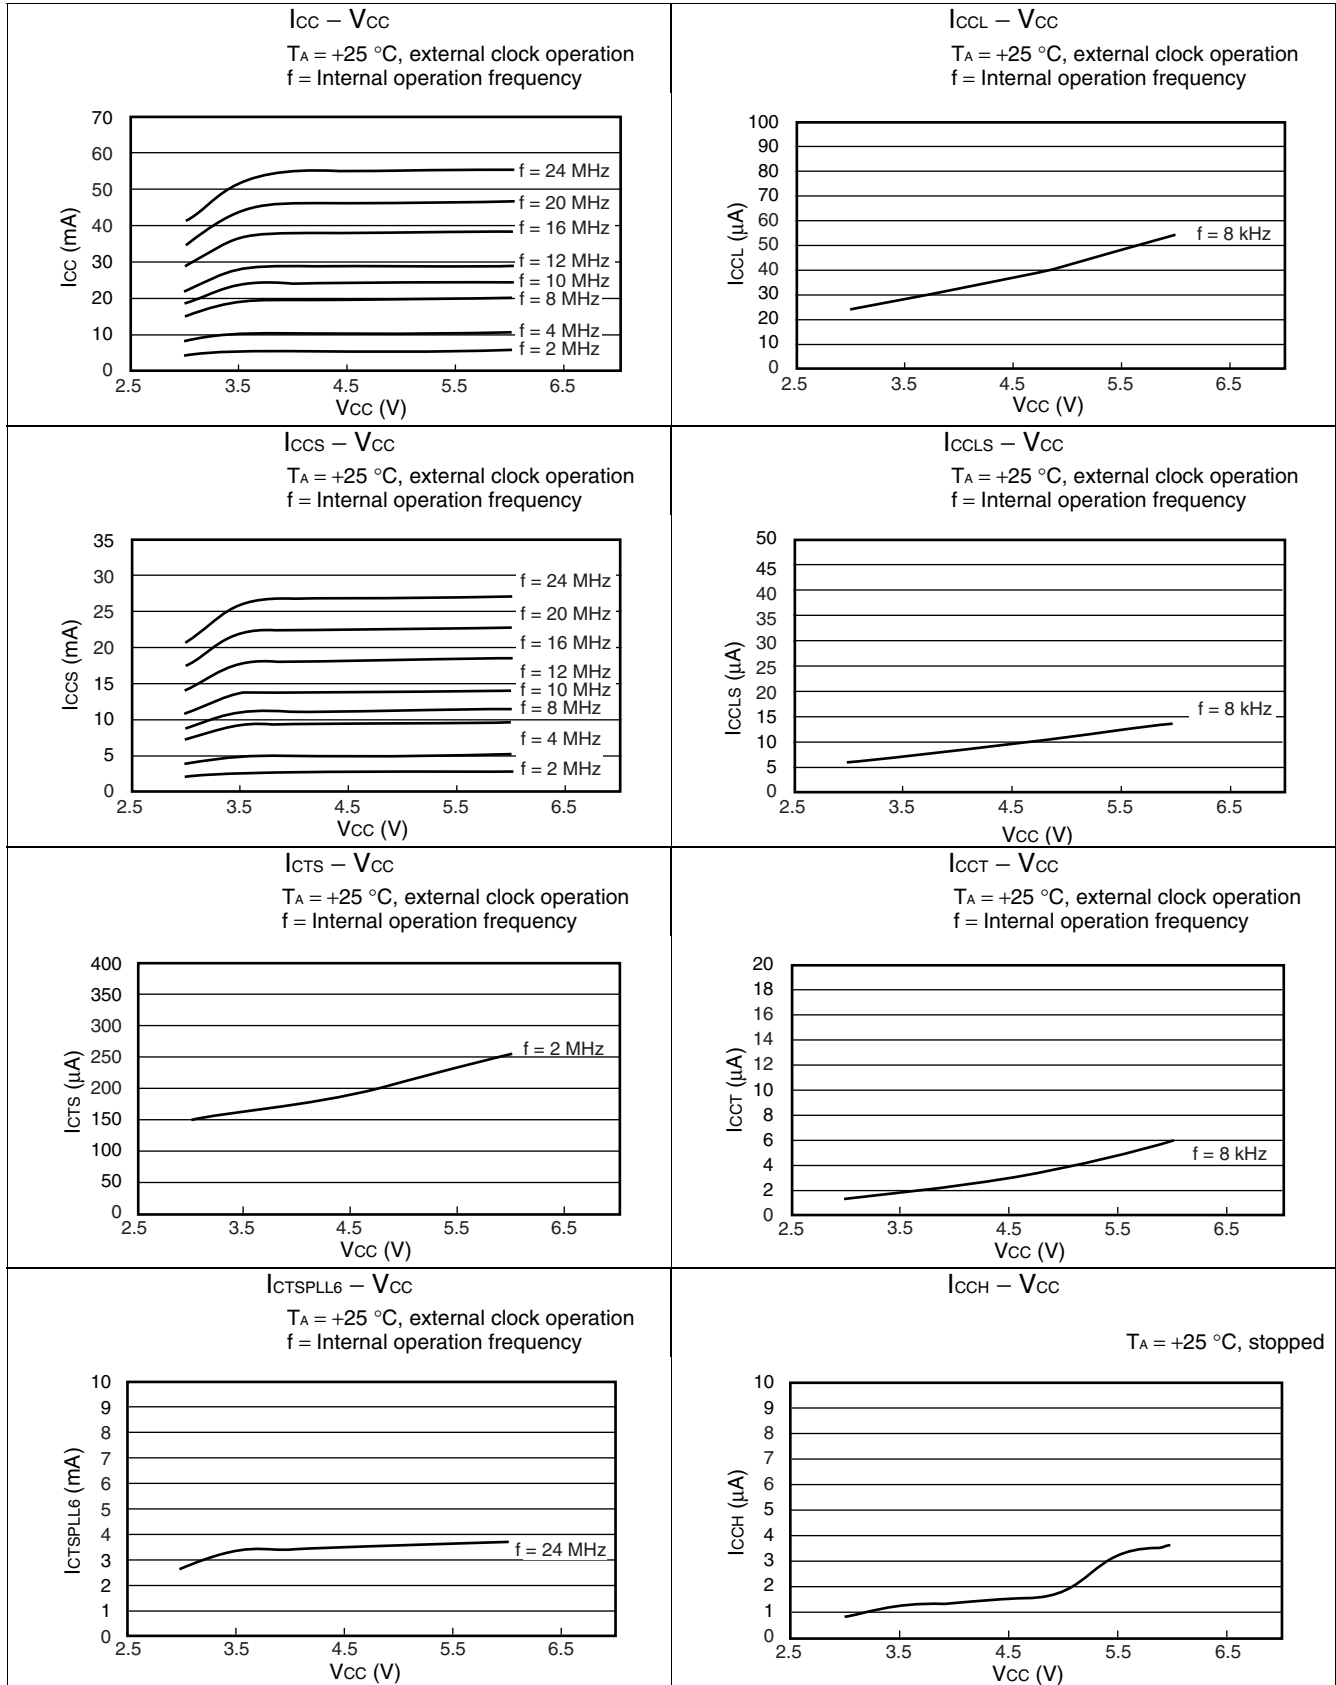 ICC – VCC
TA = +25 °C, external clock operation
f = Internal operation frequency
70
60
50
40
30
20
10
0
ICC (mA)
f = 24 MHz
f = 20 MHz
f = 16 MHz
f = 12 MHz
f = 10 MHz
f = 8 MHz
f = 4 MHz
f = 2 MHz
2.5 3.5 4.5 5.5 6.5
VCC (V)
ICCL – VCC
TA = +25 °C, external clock operation
f = Internal operation frequency
100
90
80
70
60
50
40
30
20
10
0
ICCL (µA)
f = 8 kHz
2.5 3.5 4.5 5.5 6.5
VCC (V)
ICCS – VCC
TA = +25 °C, external clock operation
f = Internal operation frequency
35
30
25
20
15
10
5
0
ICCS (mA)
f = 24 MHz
f = 20 MHz
f = 16 MHz
f = 12 MHz
f = 10 MHz
f = 8 MHz
f = 4 MHz
f = 2 MHz
2.5 3.5 4.5 5.5 6.5
VCC (V)
ICCLS – VCC
TA = +25 °C, external clock operation
f = Internal operation frequency
50
45
40
35
30
25
20
15
10
5
0
ICCLS (µA)
f = 8 kHz
2.5 3.5 4.5 5.5 6.5
VCC (V)
ICTS – VCC
TA = +25 °C, external clock operation
f = Internal operation frequency
400
350
300
250
200
150
100
50
0
ICTS (µA)
f = 2 MHz
2.5 3.5 4.5 5.5 6.5
VCC (V)
ICCT – VCC
TA = +25 °C, external clock operation
f = Internal operation frequency
20
18
16
14
12
10
8
6
4
2
0
ICCT (µA)
f = 8 kHz
2.5 3.5 4.5 5.5 6.5
VCC (V)
ICTSPLL6 – VCC
TA = +25 °C, external clock operation
f = Internal operation frequency
10
9
8
7
6
5
4
3
2
1
0
ICTSPLL6 (mA)
f = 24 MHz
2.5 3.5 4.5 5.5 6.5
VCC (V)
ICCH – VCC
TA = +25 °C, stopped
10
9
8
7
6
5
4
3
2
1
0
ICCH (µA)
2.5 3.5 4.5 5.5 6.5
VCC (V)